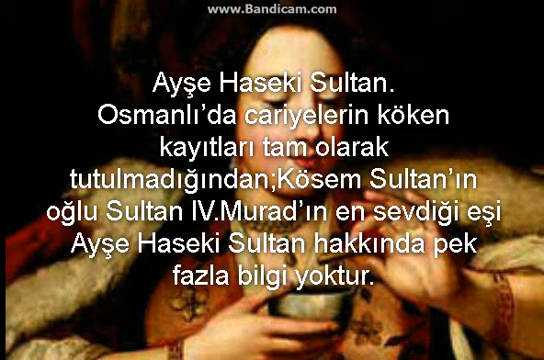 www.Bandicam.com
Ayşe Haseki Sultan.
Osmanlı'da cariyelerin köken
kayıtları tam olarak
tutulmadığından;Kösem Sultan'ın
oğlu Sultan IV.Murad'ın en sevdiği eşi
Ayşe Haseki Sultan hakkında pek
fazla bilgi yoktur.